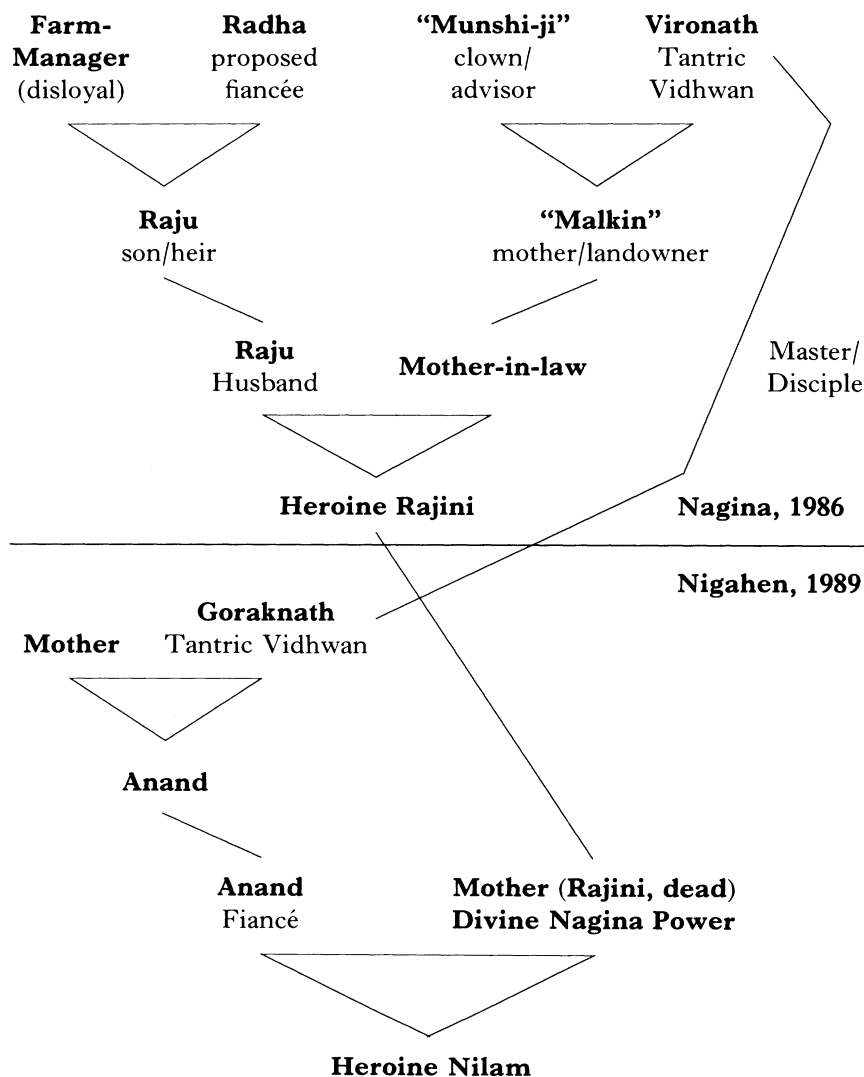 Farm-
Manager
(disloyal)
Radha
proposed
fiancée
“Munshi-ji”
clown/
advisor
Vironath
Tantric
Vidhwan
Raju
son/heir
“Malkin”
mother/landowner
Raju
Husband
Mother-in-law
Master/
Disciple
Heroine Rajini
Nagina, 1986
Nigahen, 1989
Mother
Goraknath
Tantric Vidhwan
Anand
Anand
Fiancé
Mother (Rajini, dead)
Divine Nagina Power
Heroine Nilam